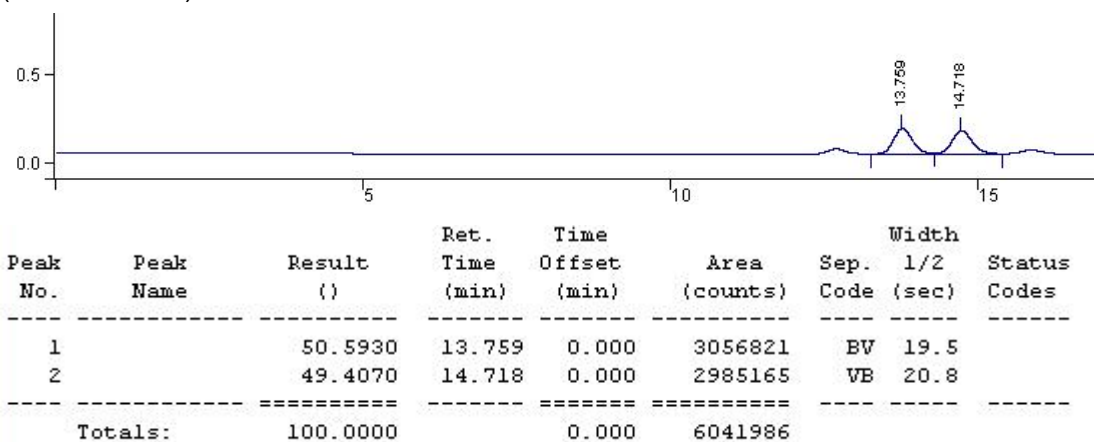 0.5
13.759
14.718
0.0
5
10
15
Ret. Time Width
Peak Peak Result Time Offset Area Sep. 1/2 Status
No. Name () (min) (min) (counts) Code (sec) Codes
---- ------------ ---------- ------- ------- ---------- ---- ----- ------
1 50.5930 13.759 0.000 3056821 BV 19.5
2 49.4070 14.718 0.000 2985165 VB 20.8
---- ------------ ========== ------- ======= ========== ---- ----- ------
Totals: 100.0000 0.000 6041986